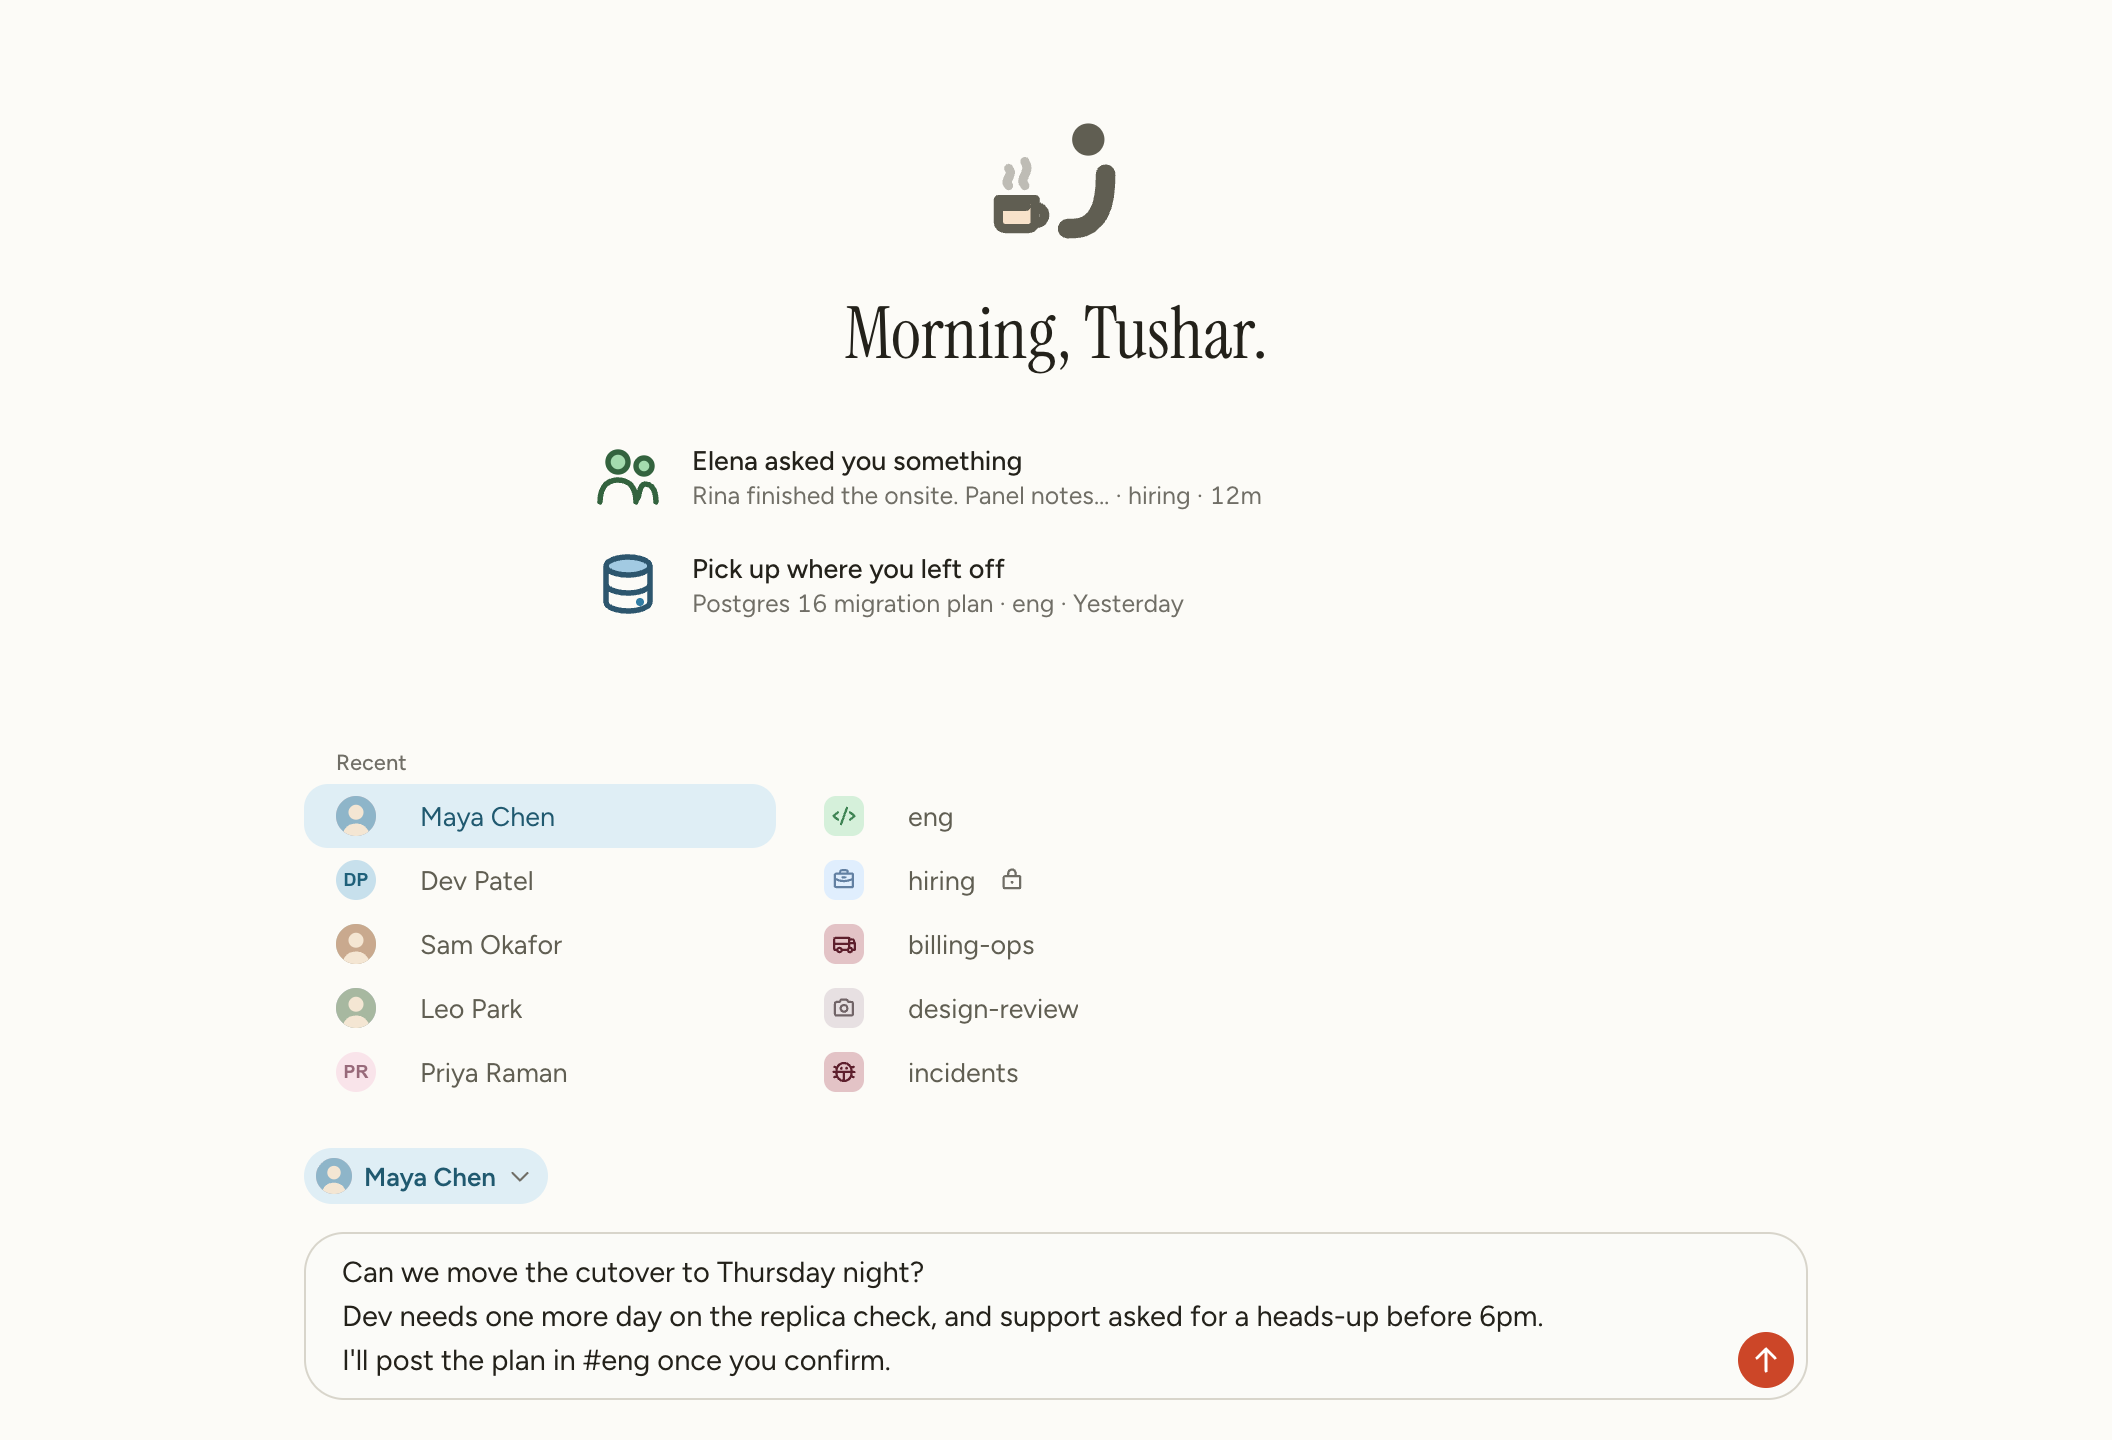 Morning, Tushar.
Elena asked you something
Rina finished the onsite. Panel notes... · hiring · 12m
Pick up where you left off
Postgres 16 migration plan · eng · Yesterday
Recent
Maya Chen
eng
DP Dev Patel
hiring
Sam Okafor
billing-ops
Leo Park
design-review
PR Priya Raman
incidents
Maya Chen
Can we move the cutover to Thursday night?
Dev needs one more day on the replica check, and support asked for a heads-up before 6pm.
I'll post the plan in #eng once you confirm.